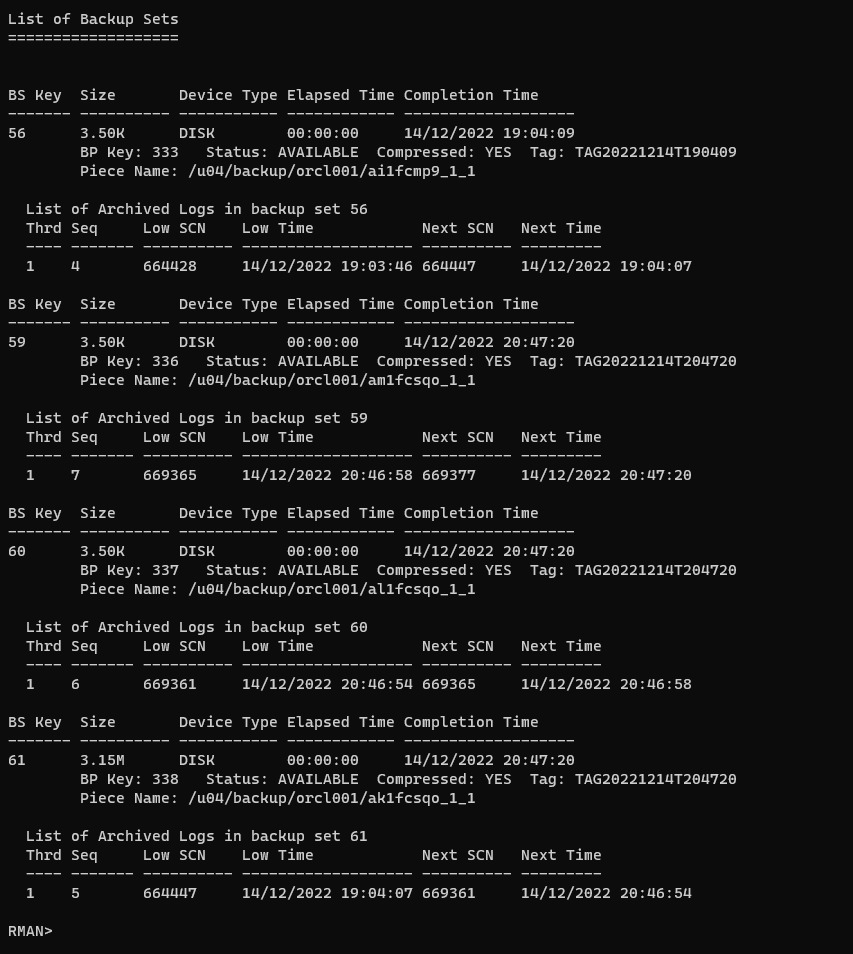 List of Backup Sets
===================
BS Key  Size       Device Type Elapsed Time Completion Time
------- ---------- ----------- ------------ -------------------
56      3.50K      DISK        00:00:00     14/12/2022 19:04:09
        BP Key: 333   Status: AVAILABLE  Compressed: YES  Tag: TAG20221214T190409
        Piece Name: /u04/backup/orcl001/ai1fcmp9_1_1
  List of Archived Logs in backup set 56
  Thrd Seq     Low SCN    Low Time            Next SCN   Next Time
  ---- ------- ---------- ------------------- ---------- ---------
  1    4       664428     14/12/2022 19:03:46 664447     14/12/2022 19:04:07
BS Key  Size       Device Type Elapsed Time Completion Time
------- ---------- ----------- ------------ -------------------
59      3.50K      DISK        00:00:00     14/12/2022 20:47:20
        BP Key: 336   Status: AVAILABLE  Compressed: YES  Tag: TAG20221214T204720
        Piece Name: /u04/backup/orcl001/am1fcsqo_1_1
  List of Archived Logs in backup set 59
  Thrd Seq     Low SCN    Low Time            Next SCN   Next Time
  ---- ------- ---------- ------------------- ---------- ---------
  1    7       669365     14/12/2022 20:46:58 669377     14/12/2022 20:47:20
BS Key  Size       Device Type Elapsed Time Completion Time
------- ---------- ----------- ------------ -------------------
60      3.50K      DISK        00:00:00     14/12/2022 20:47:20
        BP Key: 337   Status: AVAILABLE  Compressed: YES  Tag: TAG20221214T204720
        Piece Name: /u04/backup/orcl001/al1fcsqo_1_1
  List of Archived Logs in backup set 60
  Thrd Seq     Low SCN    Low Time            Next SCN   Next Time
  ---- ------- ---------- ------------------- ---------- ---------
  1    6       669361     14/12/2022 20:46:54 669365     14/12/2022 20:46:58
BS Key  Size       Device Type Elapsed Time Completion Time
------- ---------- ----------- ------------ -------------------
61      3.15M      DISK        00:00:00     14/12/2022 20:47:20
        BP Key: 338   Status: AVAILABLE  Compressed: YES  Tag: TAG20221214T204720
        Piece Name: /u04/backup/orcl001/ak1fcsqo_1_1
  List of Archived Logs in backup set 61
  Thrd Seq     Low SCN    Low Time            Next SCN   Next Time
  ---- ------- ---------- ------------------- ---------- ---------
  1    5       664447     14/12/2022 19:04:07 669361     14/12/2022 20:46:54
RMAN>